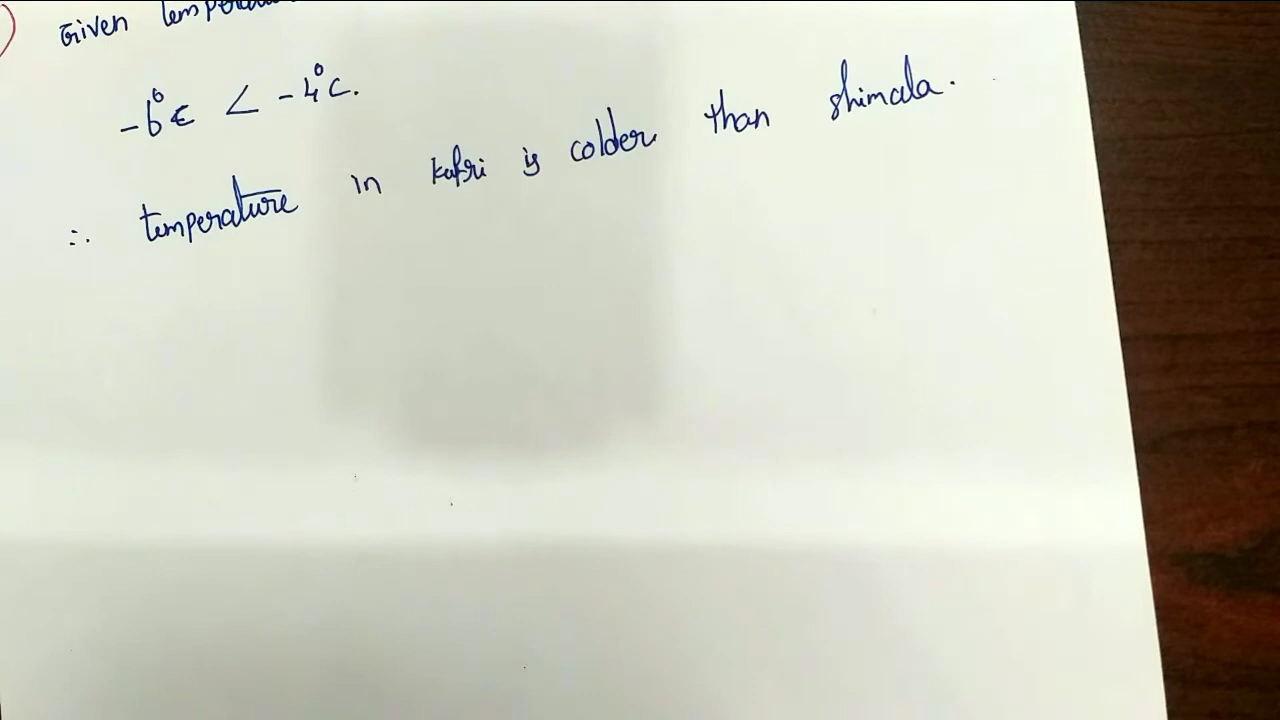 Given
-6°C < -4°C.
∴ temperature in kufri is colder than shimala.